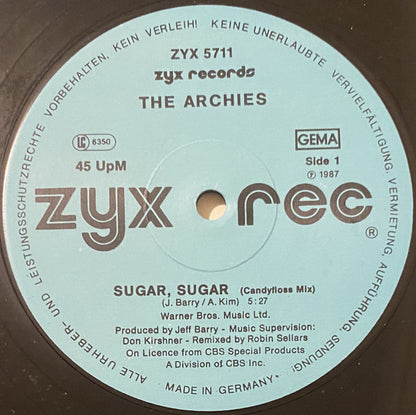 ALLE URHEBER- UND LEISTUNGSSCHUTZRECHTE VORBEHALTEN. KEIN VERLEIH! KEINE UNERLAUBTE VERVIELFÄLTIGUNG, VERMIETUNG, AUFFÜHRUNG, SENDUNG!
ZYX 5711
zyx records
THE ARCHIES
LC 6350
GEMA
45 UpM
Side 1
Ⓟ 1987
zyx rec ®
SUGAR, SUGAR (Candyfloss Mix)
(J. Barry / A. Kim) 5:27
Warner Bros. Music Ltd.
Produced by Jeff Barry - Music Supervision:
Don Kirshner - Remixed by Robin Sellars
On Licence from CBS Special Products
A Division of CBS Inc.
MADE IN GERMANY